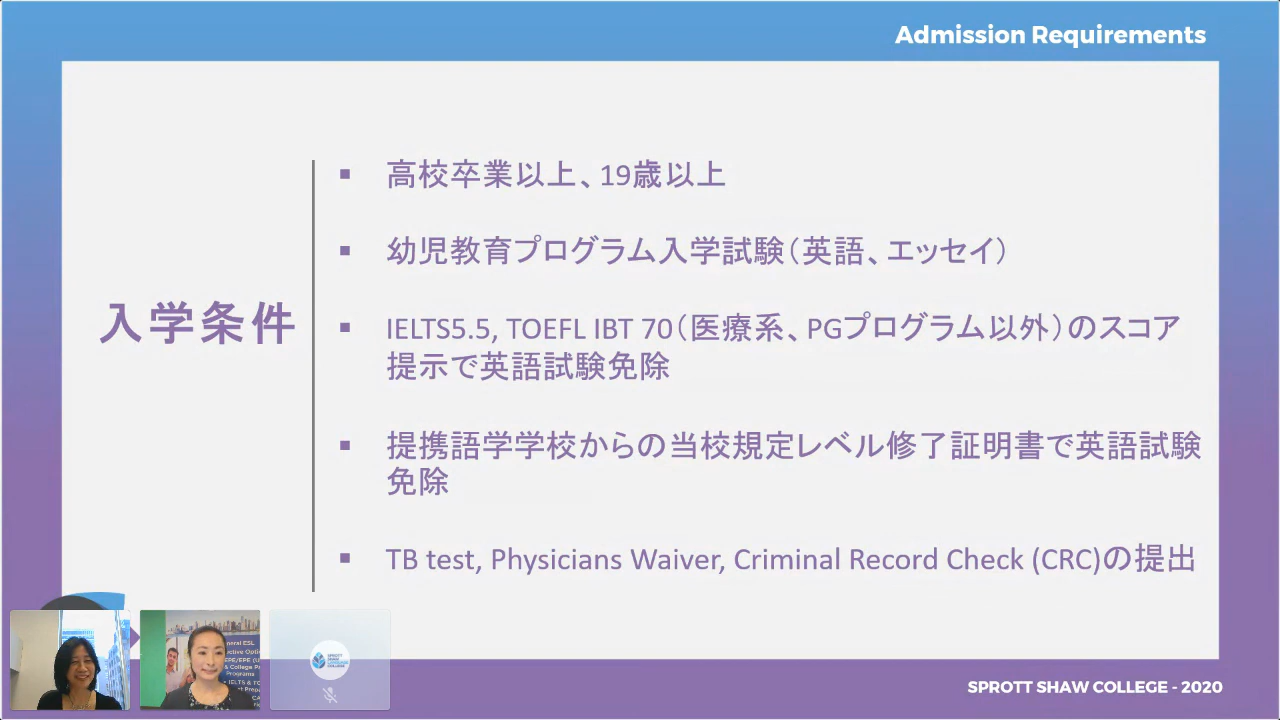 Admission Requirements
入学条件
▪ 高校卒業以上、19歳以上
▪ 幼児教育プログラム入学試験(英語、エッセイ)
▪ IELTS5.5, TOEFL IBT 70(医療系、PGプログラム以外)のスコア
提示で英語試験免除
▪ 提携語学学校からの当校規定レベル修了証明書で英語試験
免除
▪ TB test, Physicians Waiver, Criminal Record Check (CRC)の提出
SPROTT
SHAW
LANGUAGE
COLLEGE
SPROTT SHAW COLLEGE - 2020